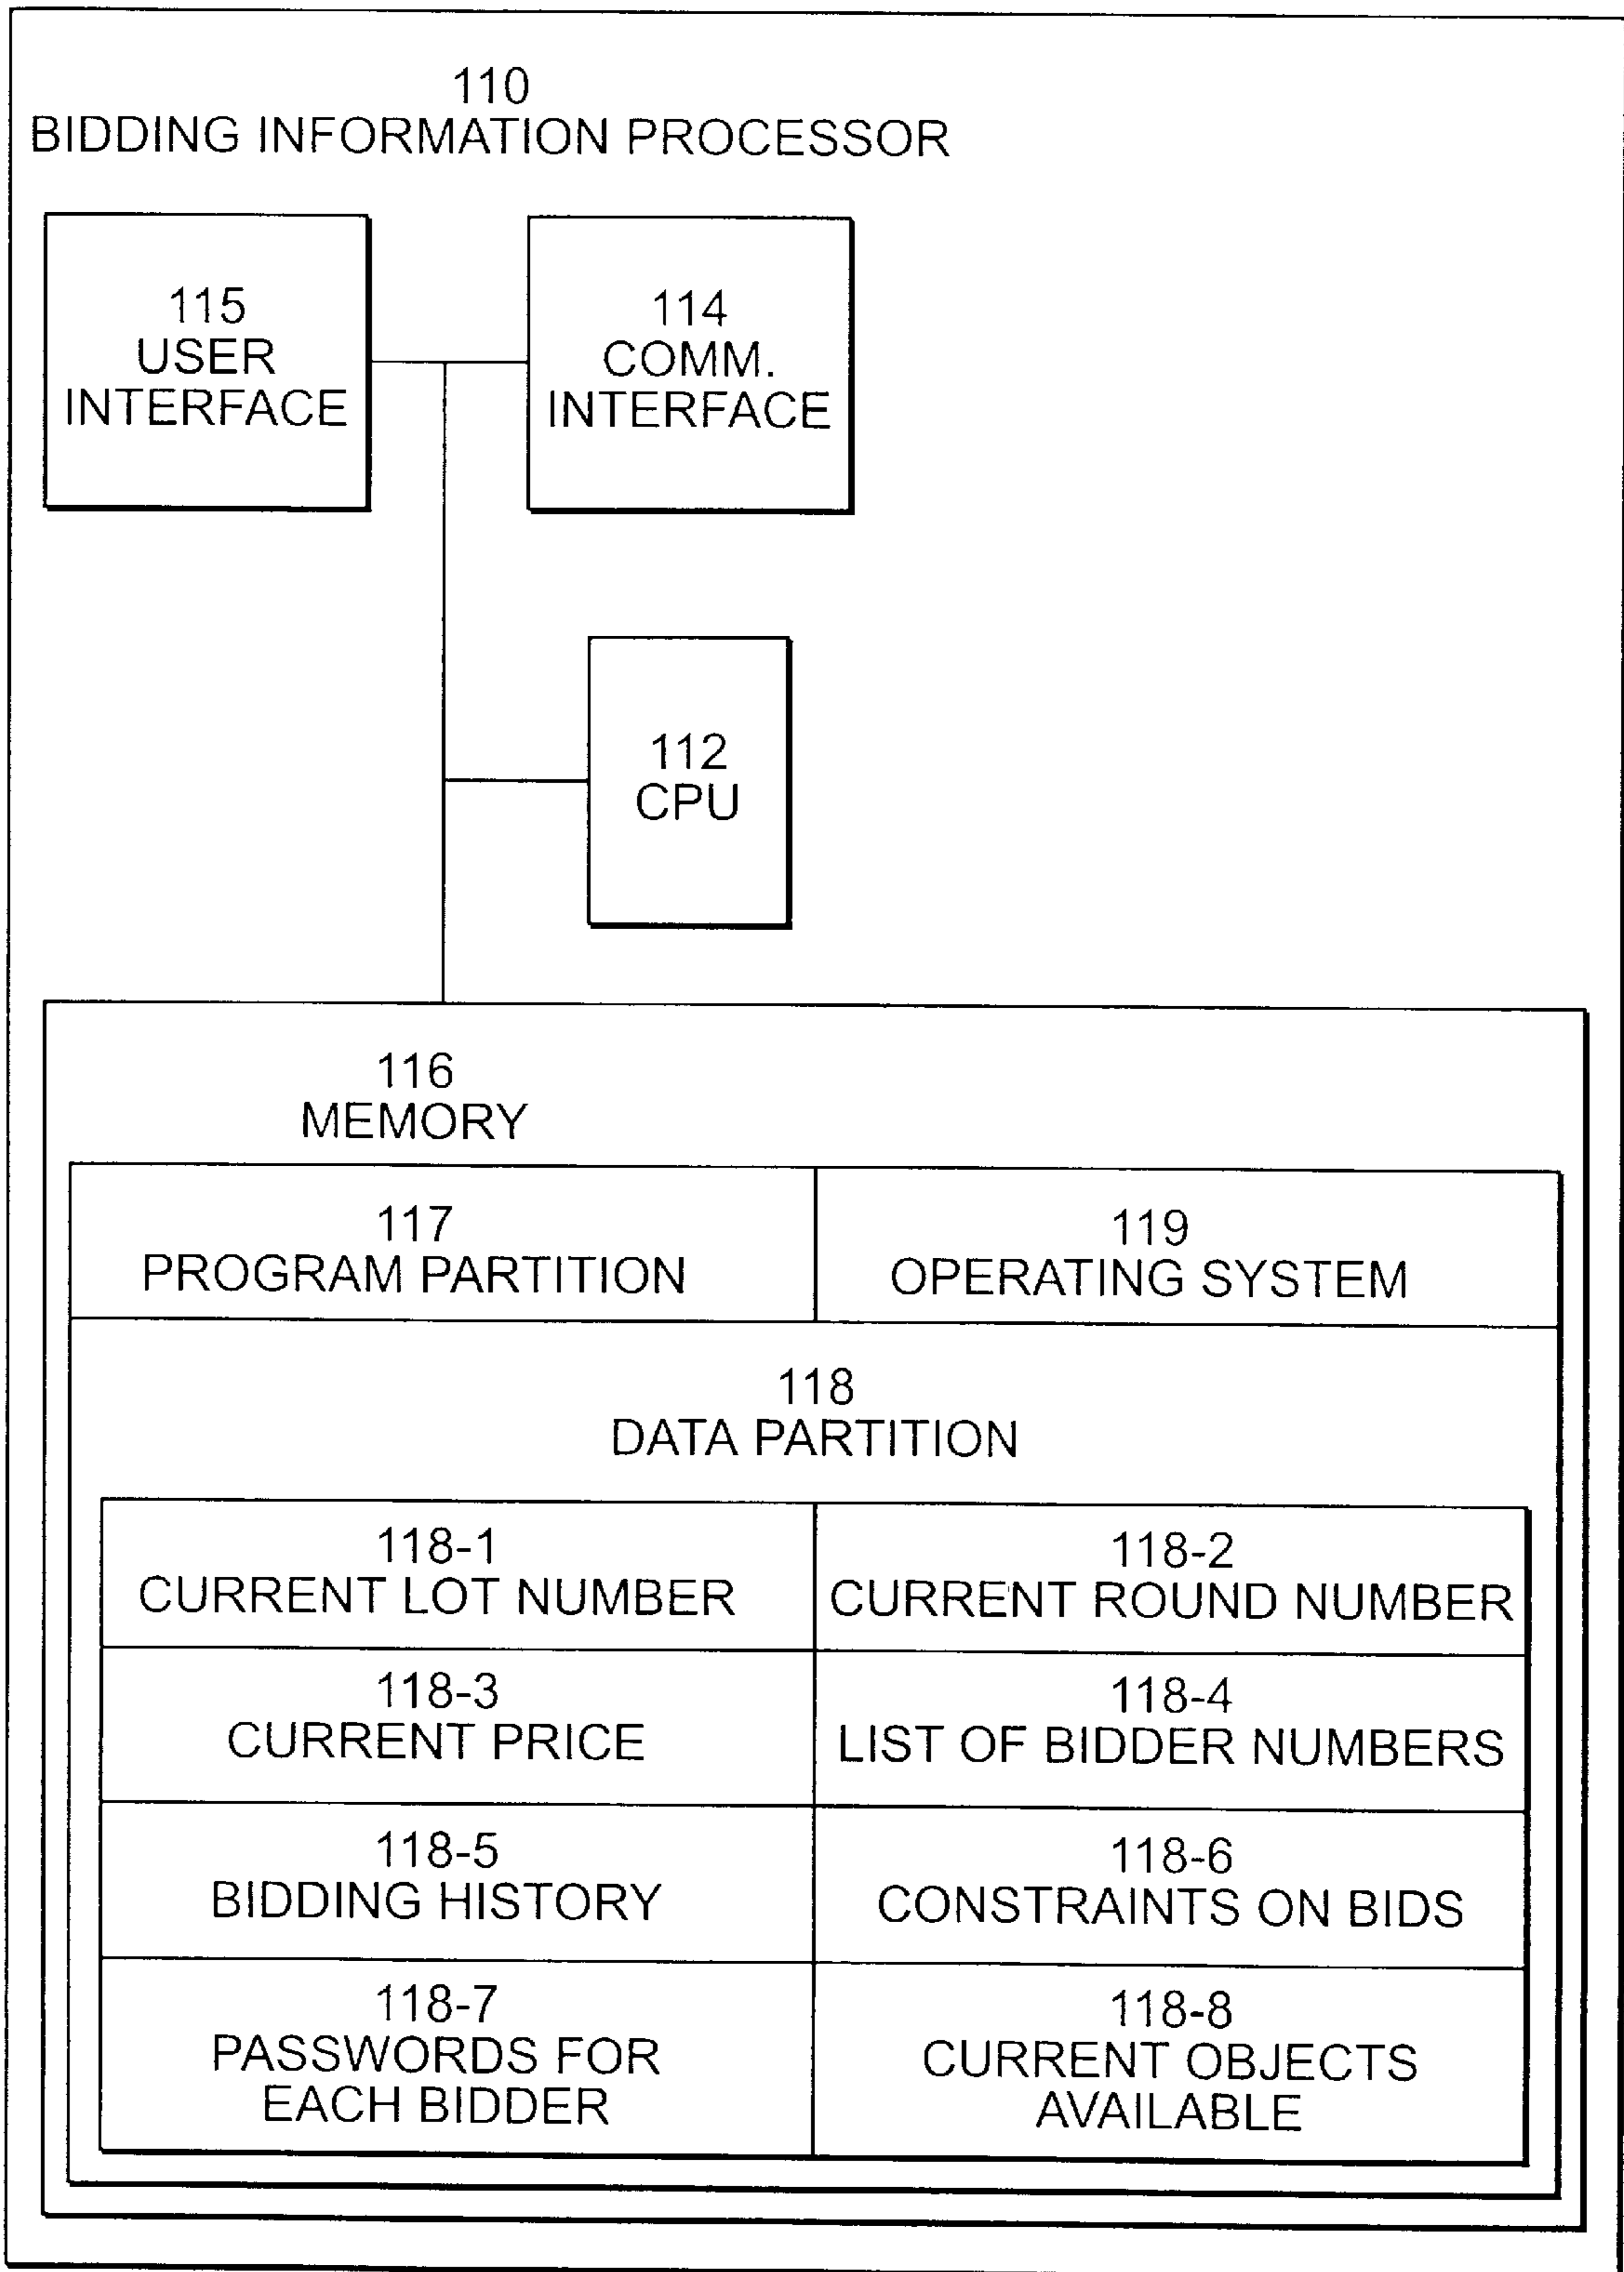 110
BIDDING INFORMATION PROCESSOR
115
USER
INTERFACE
114
COMM.
INTERFACE
112
CPU
116
MEMORY
117
PROGRAM PARTITION
119
OPERATING SYSTEM
118
DATA PARTITION
118-1
CURRENT LOT NUMBER
118-2
CURRENT ROUND NUMBER
118-3
CURRENT PRICE
118-4
LIST OF BIDDER NUMBERS
118-5
BIDDING HISTORY
118-6
CONSTRAINTS ON BIDS
118-7
PASSWORDS FOR
EACH BIDDER
118-8
CURRENT OBJECTS
AVAILABLE